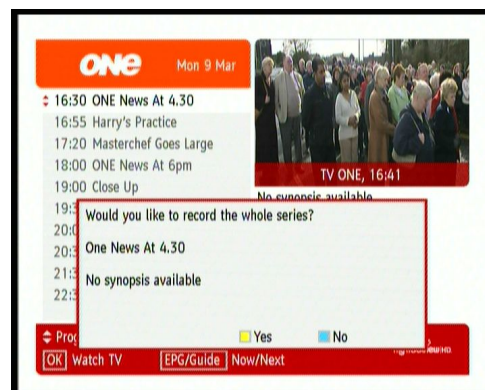 ONE
Mon 9 Mar
16:30 ONE News At 4.30
16:55 Harry's Practice
17:20 Masterchef Goes Large
18:00 ONE News At 6pm
19:00 Close Up
TV ONE, 16:41
No synopsis available
Would you like to record the whole series?
One News At 4.30
No synopsis available
Yes No
OK Watch TV EPG/Guide Now/Next